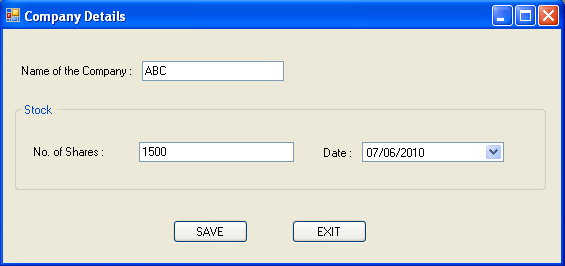 Company Details
Name of the Company : ABC
Stock
No. of Shares : 1500 Date : 07/06/2010
SAVE EXIT